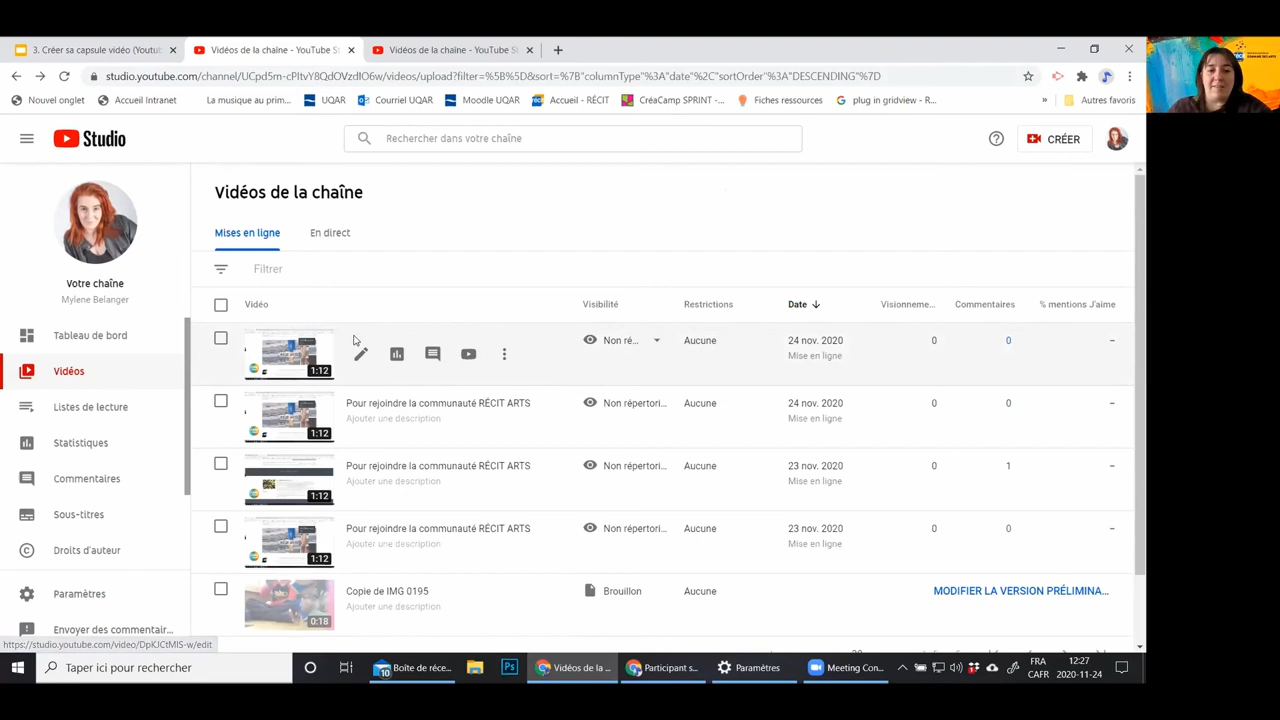 3. Créer sa capsule vidéo (Youtu
Vidéos de la chaîne - YouTube St
Vidéos de la chaîne - YouTube St
studio.youtube.com/channel/UCpd5m-cPItvY8QdOVzdIO6w/videos/upload?filter=%5B%5D&sort=%7B"columnType"%3A"date"%2C"sortOrder"%3A"DESCENDING"%7D
Nouvel onglet Accueil Intranet La musique au prim... UQAR Courriel UQAR Moodle UQAR Accueil - RÉCIT CréaCamp SPRINT -... Fiches ressources plug in gridview - R... » Autres favoris
Studio
Rechercher dans votre chaîne
CRÉER
Vidéos de la chaîne
Mises en ligne En direct
Filtrer
Votre chaîne
Mylene Belanger
Tableau de bord
Vidéos
Listes de lecture
Statistiques
Commentaires
Sous-titres
Droits d'auteur
Paramètres
Envoyer des commentair...
Vidéo Visibilité Restrictions Date Visionneme... Commentaires % mentions J'aime
1:12 Non ré... Aucune 24 nov. 2020 0 0 –
Mise en ligne
Pour rejoindre la communauté RÉCIT ARTS Non répertori... Aucune 24 nov. 2020 0 0 –
Ajouter une description Mise en ligne
1:12
Pour rejoindre la communauté RÉCIT ARTS Non répertori... Aucune 23 nov. 2020 0 1 –
Ajouter une description Mise en ligne
1:12
Pour rejoindre la communauté RÉCIT ARTS Non répertori... Aucune 23 nov. 2020 0 0 –
Ajouter une description Mise en ligne
1:12
Copie de IMG 0195 Brouillon Aucune MODIFIER LA VERSION PRÉLIMINA...
Ajouter une description
0:18
https://studio.youtube.com/video/DpKJCtMIS-w/edit
Taper ici pour rechercher
10 Boîte de réce...
Ps
Vidéos de la ...
Participant s...
Paramètres
Meeting Con...
FRA
CAFR
12:27
2020-11-24